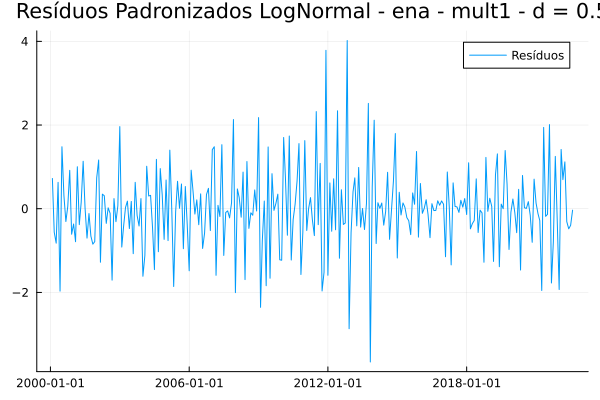 Resíduos Padronizados LogNormal - ena - mult1 - d = 0.5
Resíduos
4
2
0
−2
2000-01-01 2006-01-01 2012-01-01 2018-01-01